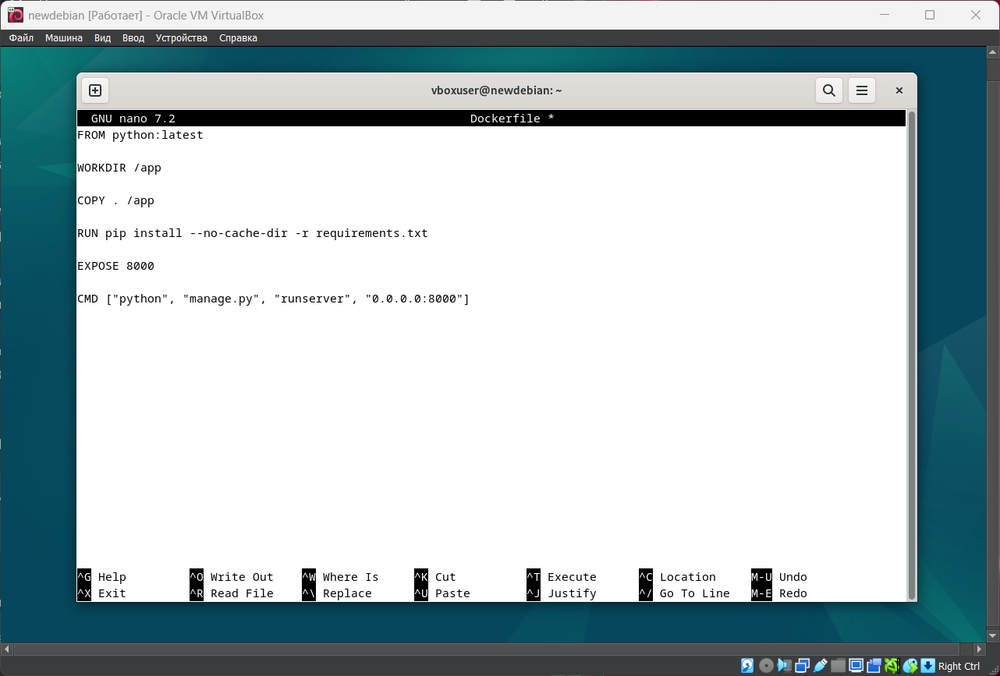 newdebian [Работает] - Oracle VM VirtualBox
Файл Машина Вид Ввод Устройства Справка
vboxuser@newdebian: ~
GNU nano 7.2 Dockerfile *
FROM python:latest
WORKDIR /app
COPY . /app
RUN pip install --no-cache-dir -r requirements.txt
EXPOSE 8000
CMD ["python", "manage.py", "runserver", "0.0.0.0:8000"]
^G Help ^O Write Out ^W Where Is ^K Cut ^T Execute ^C Location M-U Undo
^X Exit ^R Read File ^\ Replace ^U Paste ^J Justify ^/ Go To Line M-E Redo
Right Ctrl